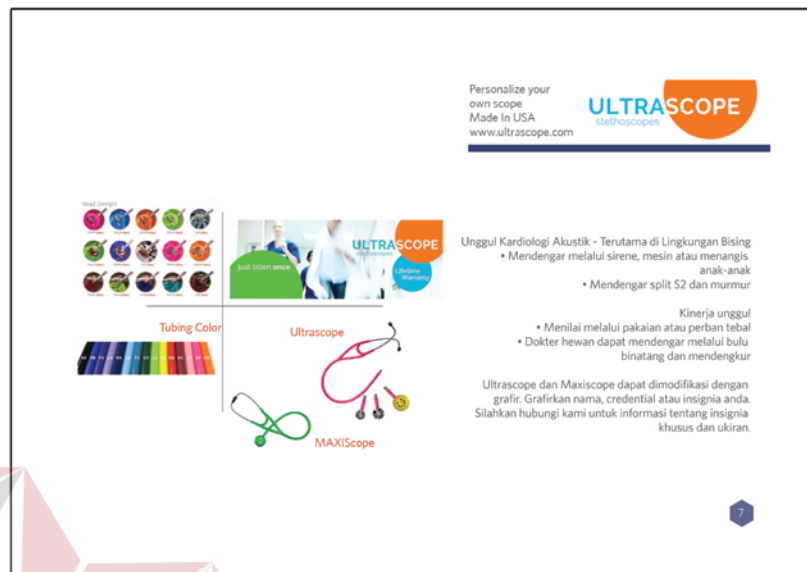 Personalize your
own scope
Made In USA
www.ultrascope.com
ULTRASCOPE
stethoscopes
Head Designs
ULTRASCOPE
stethoscopes
just listen once
Lifetime
Warranty
Tubing Color
Ultrascope
MAXIScope
Unggul Kardiologi Akustik - Terutama di Lingkungan Bising
• Mendengar melalui sirene, mesin atau menangis
anak-anak
• Mendengar split S2 dan murmur
Kinerja unggul
• Menilai melalui pakaian atau perban tebal
• Dokter hewan dapat mendengar melalui bulu
binatang dan mendengkur
Ultrascope dan Maxiscope dapat dimodifikasi dengan
grafir. Grafirkan nama, credential atau insignia anda.
Silahkan hubungi kami untuk informasi tentang insignia
khusus dan ukiran.
7